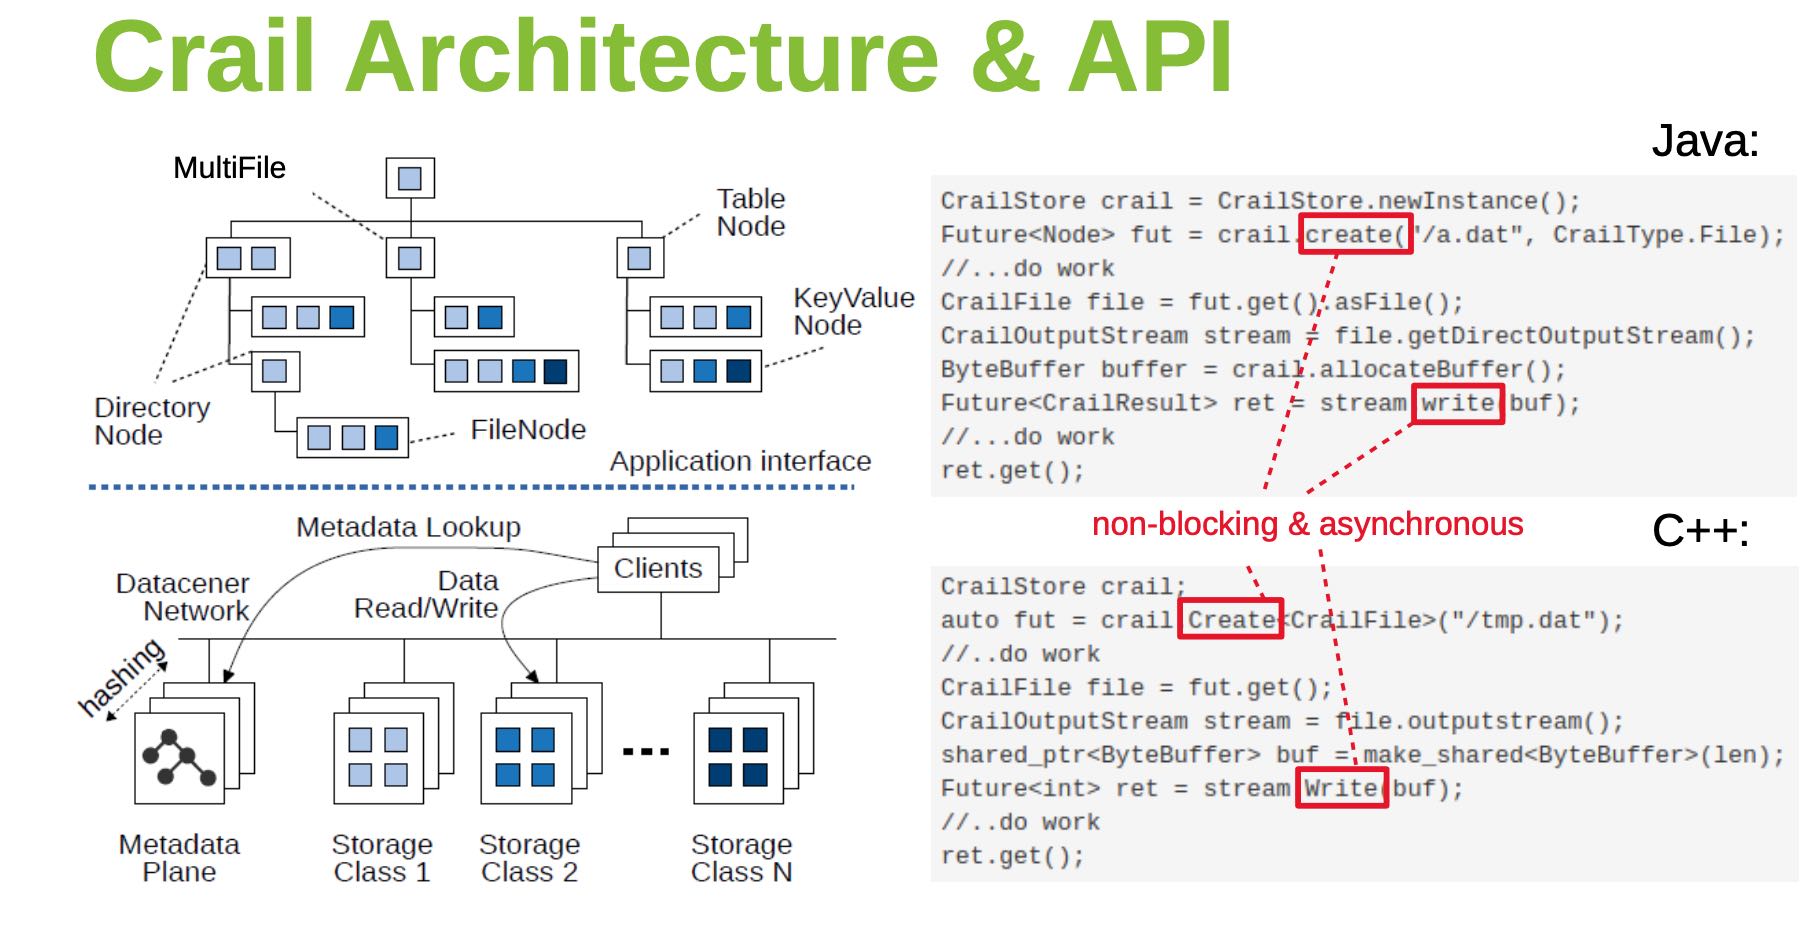 Crail Architecture & API
MultiFile
Table
Node
KeyValue
Node
Directory
Node
FileNode
Application interface
Metadata Lookup
Clients
Datacener
Network
Data
Read/Write
hashing
Metadata
Plane
Storage
Class 1
Storage
Class 2
Storage
Class N
Java:
CrailStore crail = CrailStore.newInstance();
Future<Node> fut = crail.create("/a.dat", CrailType.File);
//...do work
CrailFile file = fut.get().asFile();
CrailOutputStream stream = file.getDirectOutputStream();
ByteBuffer buffer = crail.allocateBuffer();
Future<CrailResult> ret = stream.write(buf);
//...do work
ret.get();
non-blocking & asynchronous
C++:
CrailStore crail;
auto fut = crail.Create<CrailFile>("/tmp.dat");
//..do work
CrailFile file = fut.get();
CrailOutputStream stream = file.outputstream();
shared_ptr<ByteBuffer> buf = make_shared<ByteBuffer>(len);
Future<int> ret = stream.Write(buf);
//..do work
ret.get();